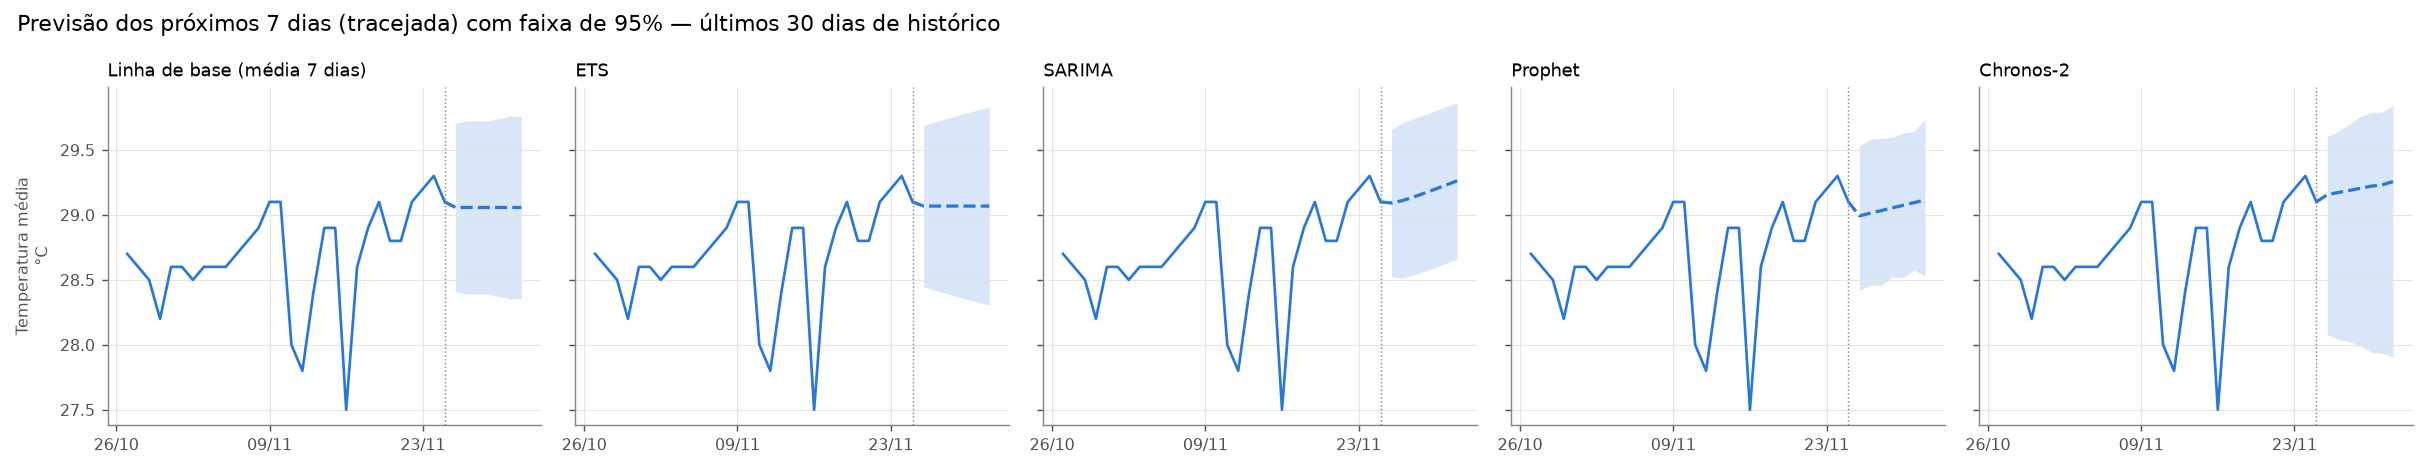 Previsão dos próximos 7 dias (tracejada) com faixa de 95% — últimos 30 dias de histórico
Linha de base (média 7 dias)
ETS
SARIMA
Prophet
Chronos-2
Temperatura média
°C
29.5
29.0
28.5
28.0
27.5
26/10 09/11 23/11
26/10 09/11 23/11
26/10 09/11 23/11
26/10 09/11 23/11
26/10 09/11 23/11